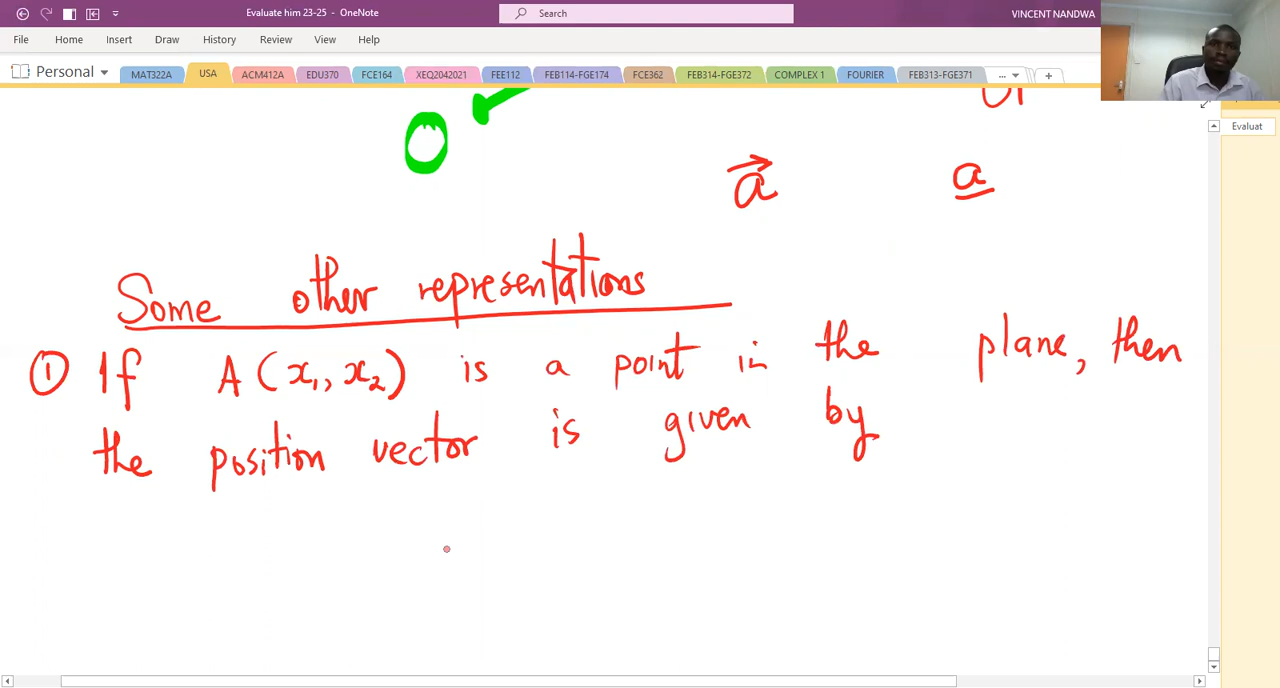 Evaluate him 23-25 - OneNote
Search
VINCENT NANDWA
File Home Insert Draw History Review View Help
Personal MAT322A USA ACM412A EDU370 FCE164 XEQ2042021 FEE112 FEB114-FGE174 FCE362 FEB314-FGE372 COMPLEX 1 FOURIER FEB313-FGE371 ...
Evaluat
O
or
a⃗ a
Some other representations
① If A(x₁, x₂) is a point in the plane, then
the position vector is given by